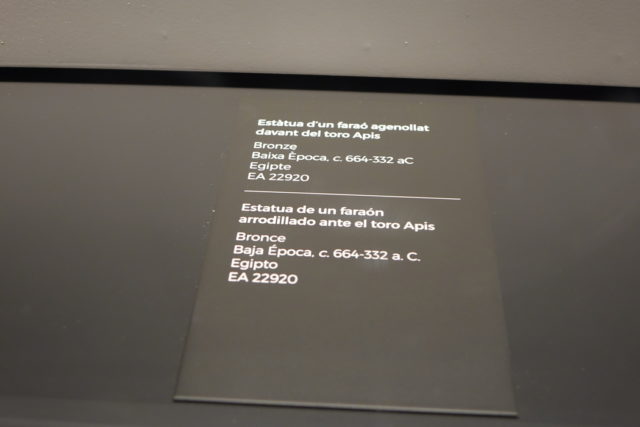 Estàtua d'un faraó agenollat
davant del toro Apis
Bronze
Baixa Època, c. 664-332 aC
Egipte
EA 22920
Estatua de un faraón
arrodillado ante el toro Apis
Bronce
Baja Época, c. 664-332 a. C.
Egipto
EA 22920